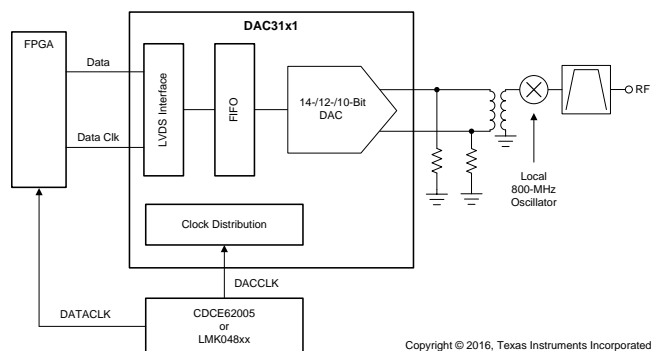 DAC31x1
FPGA
Data
Data Clk
LVDS Interface
FIFO
14-/12-/10-Bit
DAC
RF
Local
800-MHz
Oscillator
Clock Distribution
DACCLK
DATACLK
CDCE62005
or
LMK048xx
Copyright © 2016, Texas Instruments Incorporated